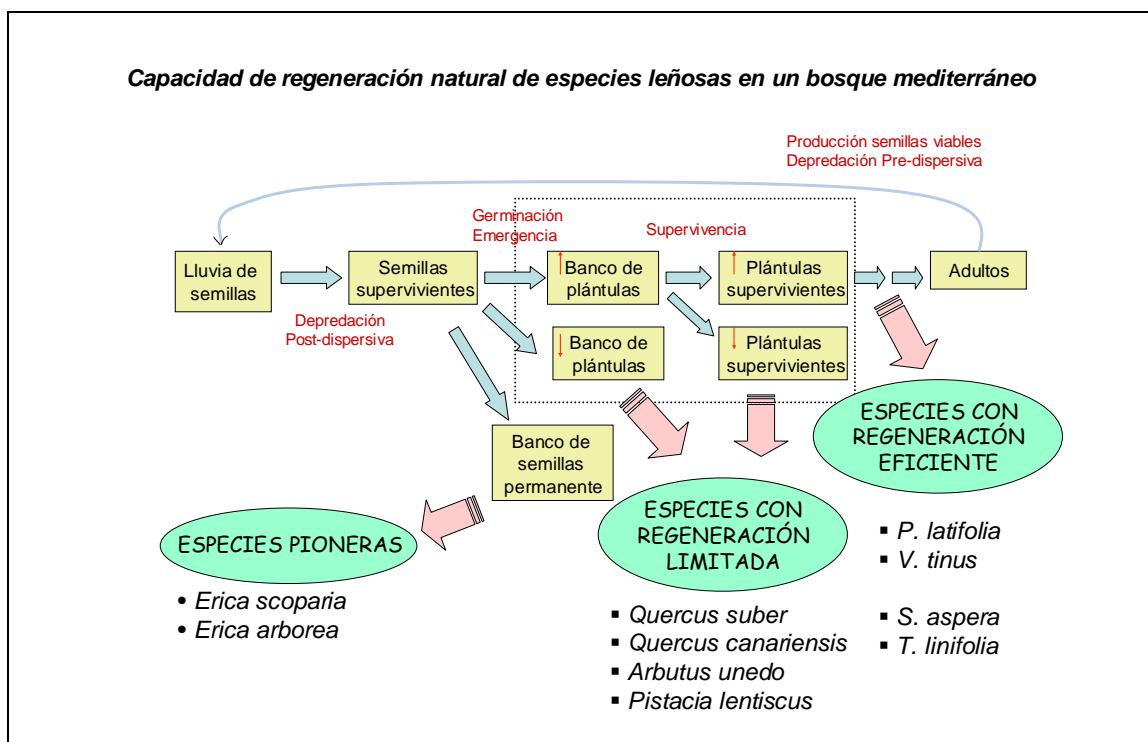 Capacidad de regeneración natural de especies leñosas en un bosque mediterráneo
Producción semillas viables
Depredación Pre-dispersiva
Germinación
Emergencia
Supervivencia
Lluvia de
semillas
Semillas
supervivientes
Banco de
plántulas
Plántulas
supervivientes
Adultos
Depredación
Post-dispersiva
Banco de
plántulas
Plántulas
supervivientes
Banco de
semillas
permanente
ESPECIES CON
REGENERACIÓN
EFICIENTE
ESPECIES CON
REGENERACIÓN
LIMITADA
ESPECIES PIONERAS
• Erica scoparia
• Erica arborea
▪ Quercus suber
▪ Quercus canariensis
▪ Arbutus unedo
▪ Pistacia lentiscus
▪ P. latifolia
▪ V. tinus
▪ S. aspera
▪ T. linifolia